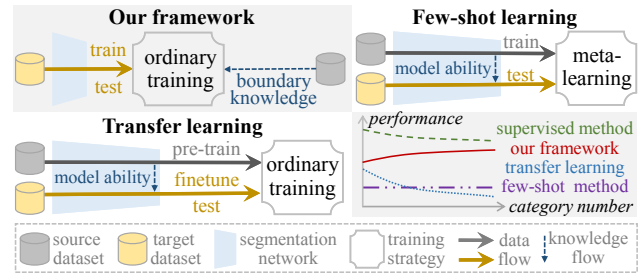 Our framework
train
test
ordinary
training
boundary
knowledge
Few-shot learning
train
model ability
test
meta-
learning
Transfer learning
pre-train
model ability
finetune
test
ordinary
training
performance
supervised method
our framework
transfer learning
few-shot method
category number
source
dataset
target
dataset
segmentation
network
training
strategy
data
flow
knowledge
flow